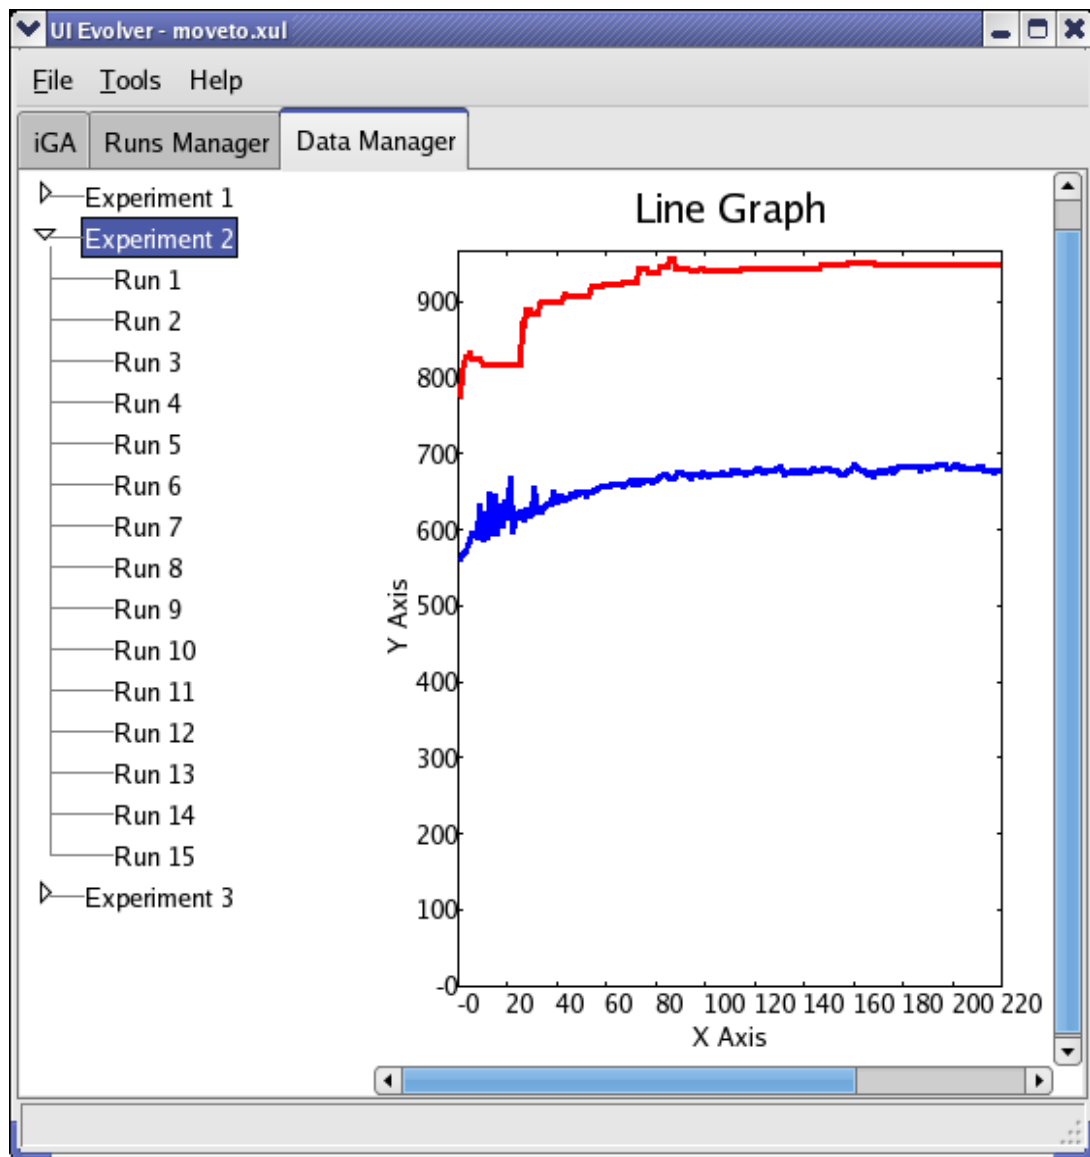 UI Evolver - moveto.xul
File Tools Help
iGA Runs Manager Data Manager
Experiment 1
Experiment 2
Run 1
Run 2
Run 3
Run 4
Run 5
Run 6
Run 7
Run 8
Run 9
Run 10
Run 11
Run 12
Run 13
Run 14
Run 15
Experiment 3
Line Graph
900
800
700
600
500
400
300
200
100
-0
Y Axis
-0 20 40 60 80 100 120 140 160 180 200 220
X Axis